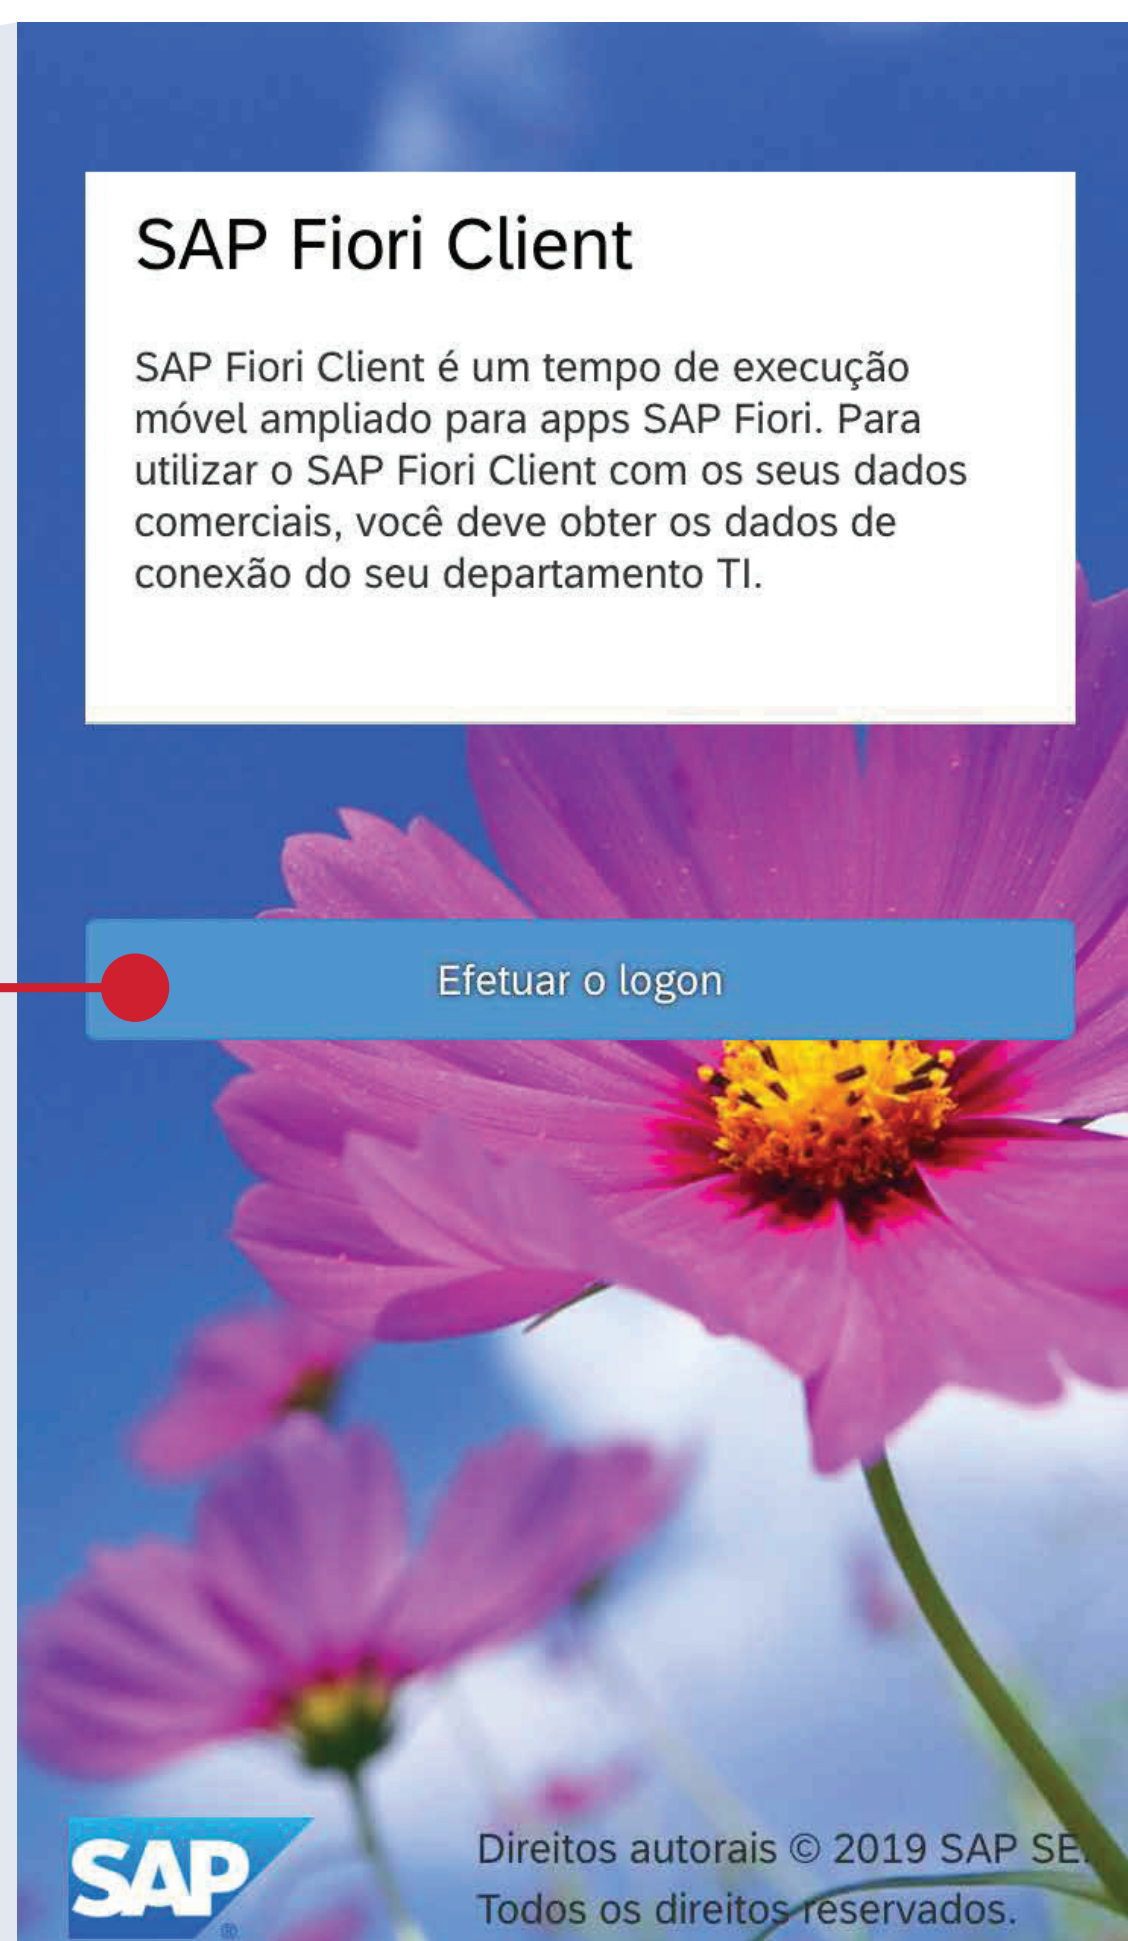 SAP Fiori Client
SAP Fiori Client é um tempo de execução
móvel ampliado para apps SAP Fiori. Para
utilizar o SAP Fiori Client com os seus dados
comerciais, você deve obter os dados de
conexão do seu departamento TI.
Efetuar o logon
SAP ®
Direitos autorais © 2019 SAP SE.
Todos os direitos reservados.